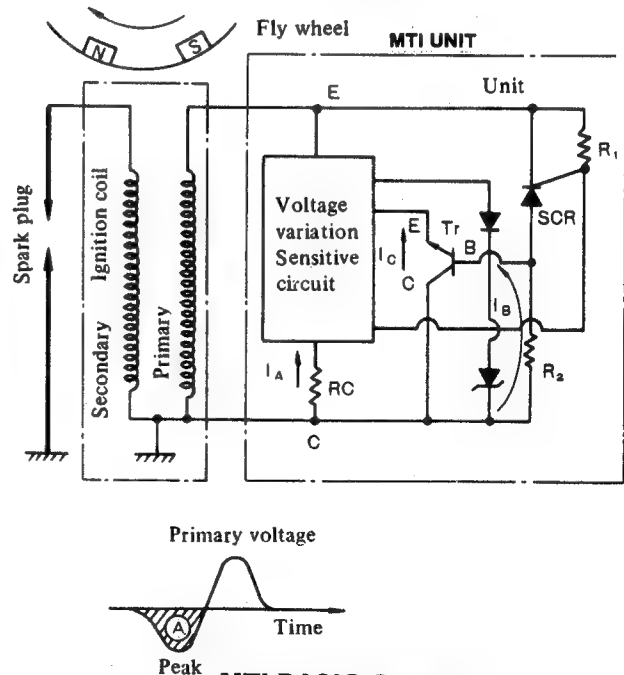 N
S
Fly wheel
MTI UNIT
E
Unit
R1
Spark plug
Ignition coil
Secondary
Primary
Voltage
variation
Sensitive
circuit
E
Tr
B
SCR
IC
C
IB
IA
RC
R2
C
Primary voltage
A
Time
Peak